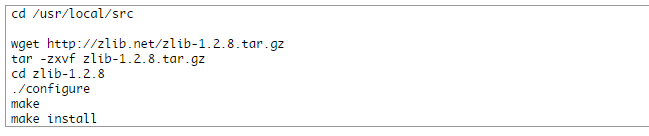 cd /usr/local/src
wget http://zlib.net/zlib-1.2.8.tar.gz
tar -zxvf zlib-1.2.8.tar.gz
cd zlib-1.2.8
./configure
make
make install